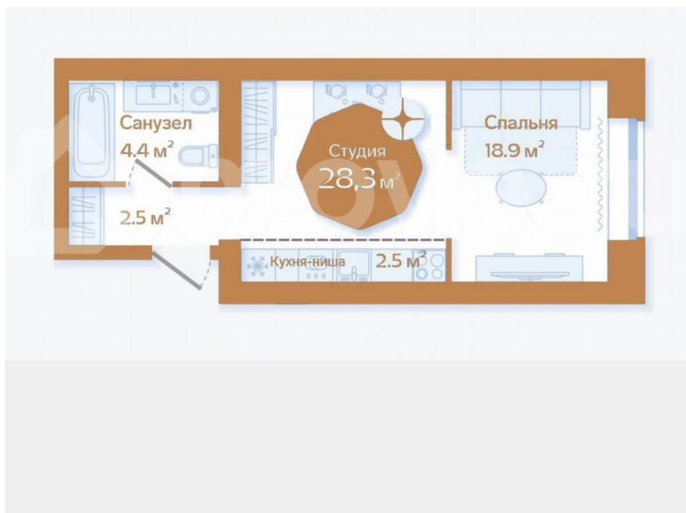 Санузел
4.4 м²
2.5 м²
Студия
28,3 м²
Спальня
18.9 м²
Кухня-ниша
2.5 м²